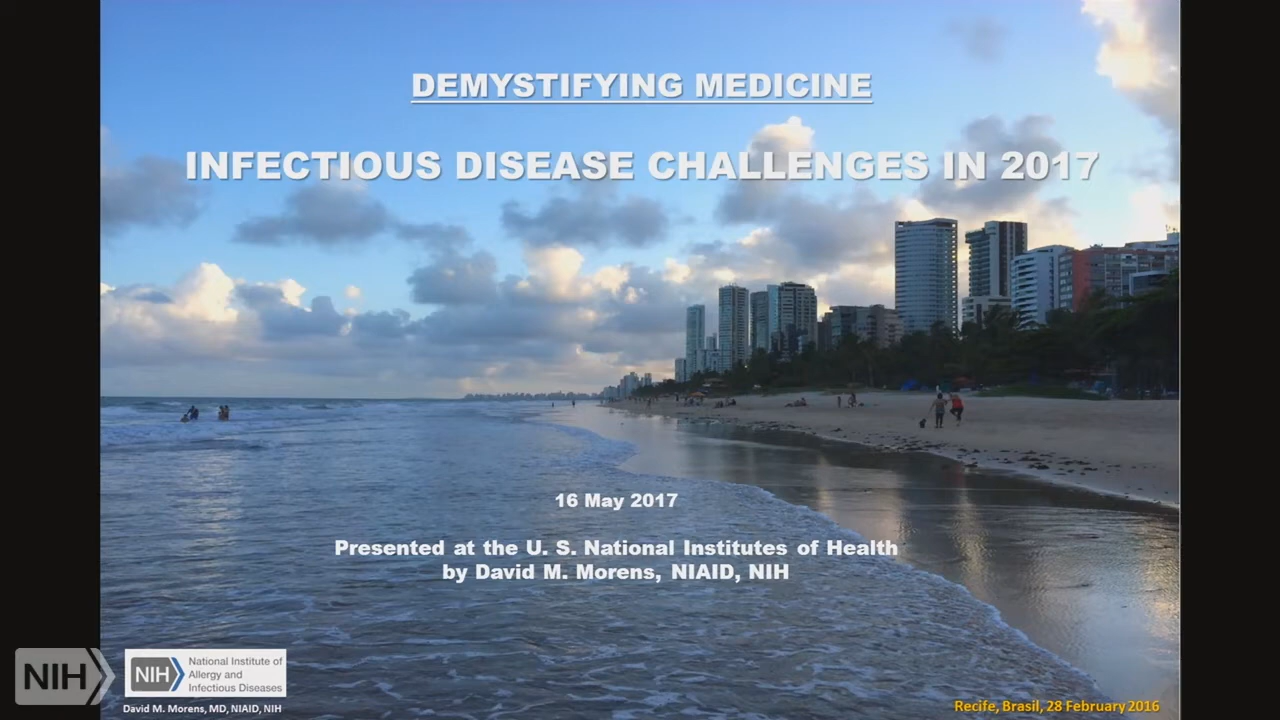 DEMYSTIFYING MEDICINE
INFECTIOUS DISEASE CHALLENGES IN 2017
16 May 2017
Presented at the U. S. National Institutes of Health
by David M. Morens, NIAID, NIH
NIH
NIH
National Institute of
Allergy and
Infectious Diseases
David M. Morens, MD, NIAID, NIH
Recife, Brasil, 28 February 2016